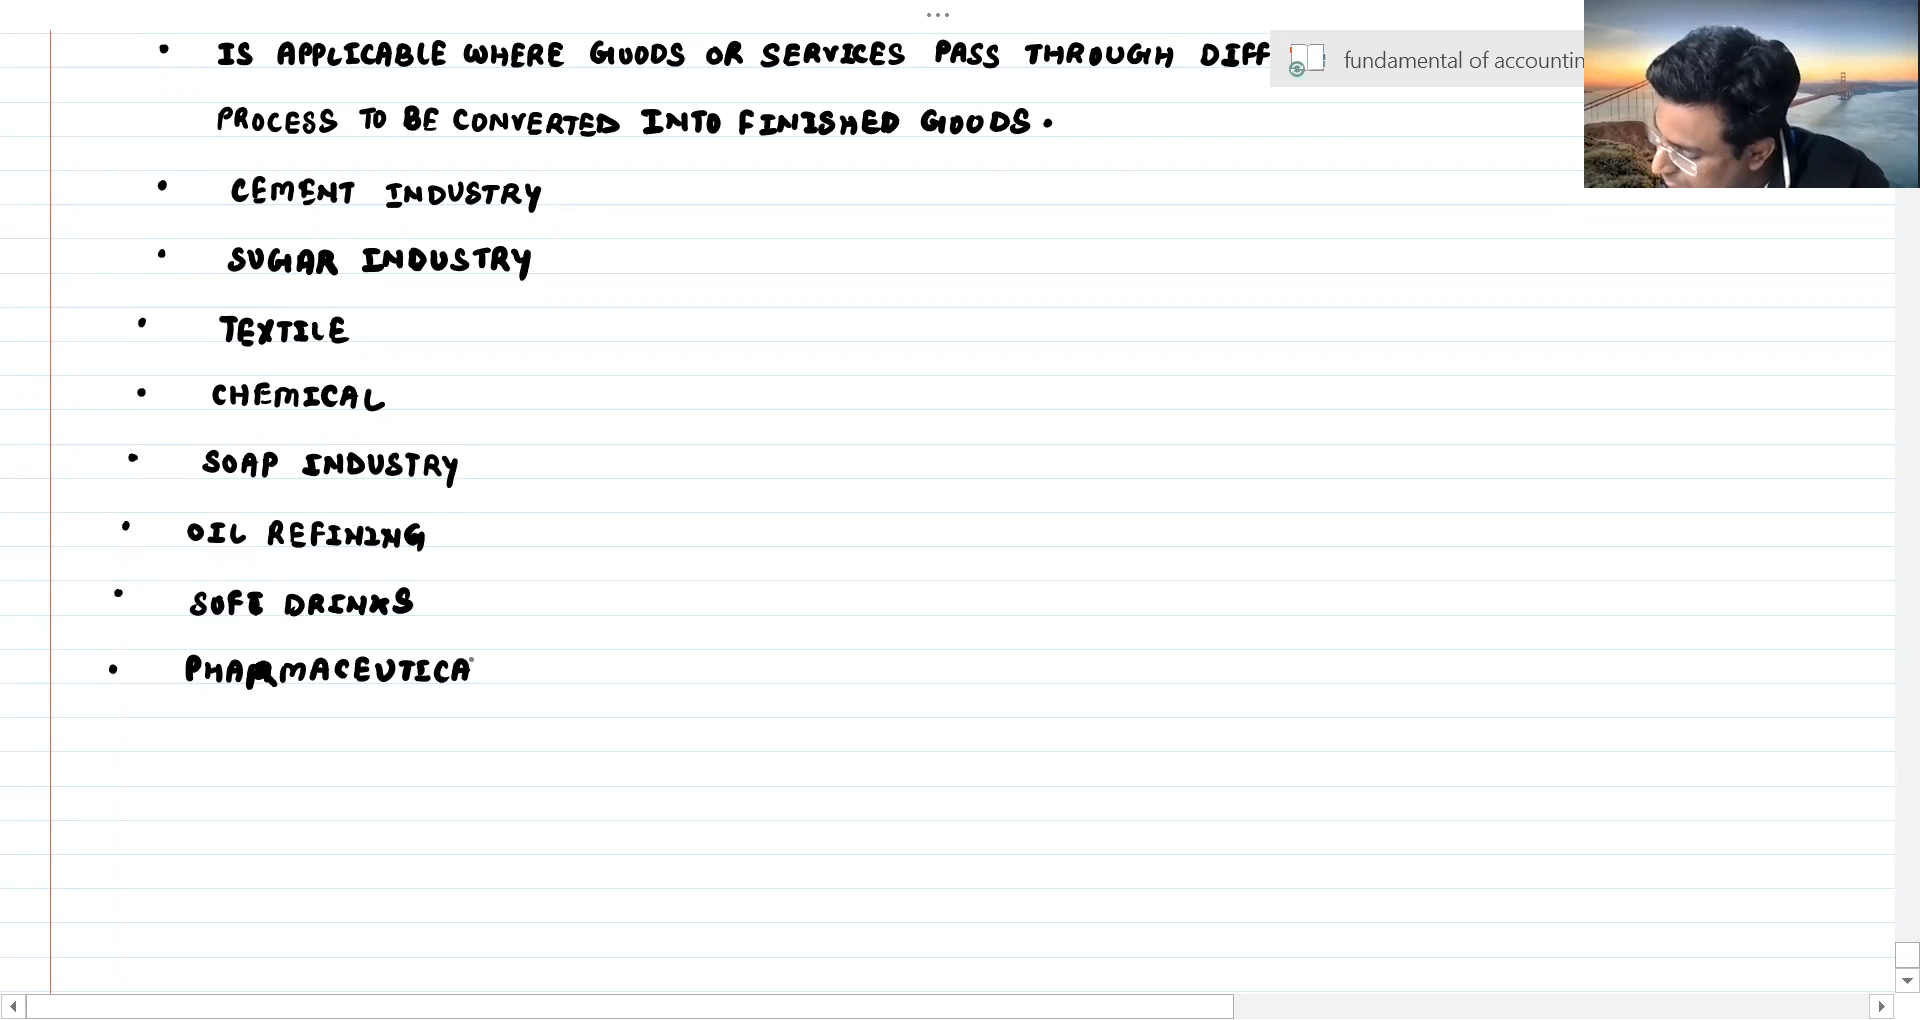 • IS APPLICABLE WHERE GOODS OR SERVICES PASS THROUGH DIFF
fundamental of accountin
PROCESS TO BE CONVERTED INTO FINISHED GOODS.
• CEMENT INDUSTRY
• SUGAR INDUSTRY
• TEXTILE
• CHEMICAL
• SOAP INDUSTRY
• OIL REFINING
• SOFT DRINKS
• PHARMACEUTICA